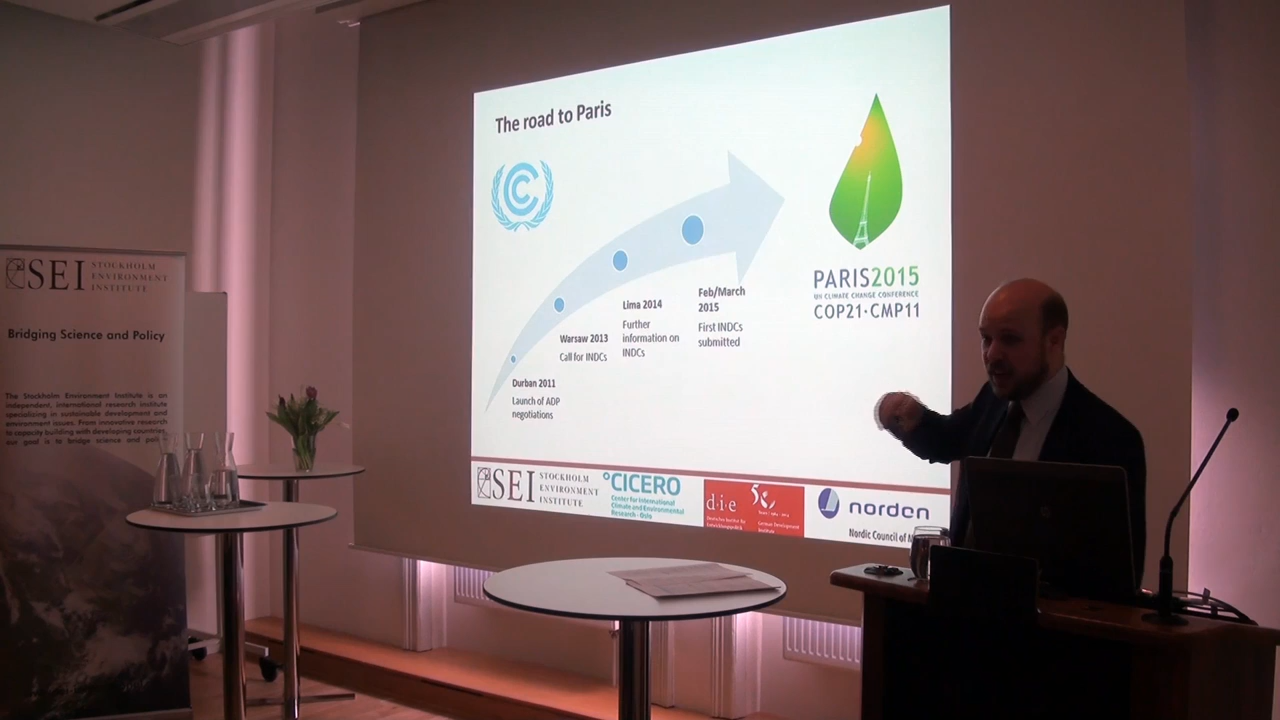 SEI STOCKHOLM
ENVIRONMENT
INSTITUTE
Bridging Science and Policy
The Stockholm Environment Institute is an
independent, international research institute
specialising in sustainable development and
environment issues. From innovative research
to capacity building with developing countries,
our goal is to bridge science and
The road to Paris
Durban 2011
Launch of ADP
negotiations
Warsaw 2013
Call for INDCs
Lima 2014
Further
information on
INDCs
Feb/March
2015
First INDCs
submitted
PARIS2015
UN CLIMATE CHANGE CONFERENCE
COP21·CMP11
SEI STOCKHOLM
ENVIRONMENT
INSTITUTE
°CICERO
Center for International
Climate and Environmental
Research - Oslo
d·i·e
Deutsches Institut für
Entwicklungspolitik
German Development
Institute
norden
Nordic Council of